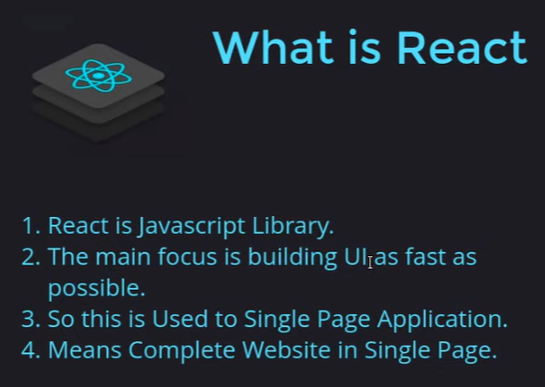 What is React
1. React is Javascript Library.
2. The main focus is building UI as fast as
possible.
3. So this is Used to Single Page Application.
4. Means Complete Website in Single Page.